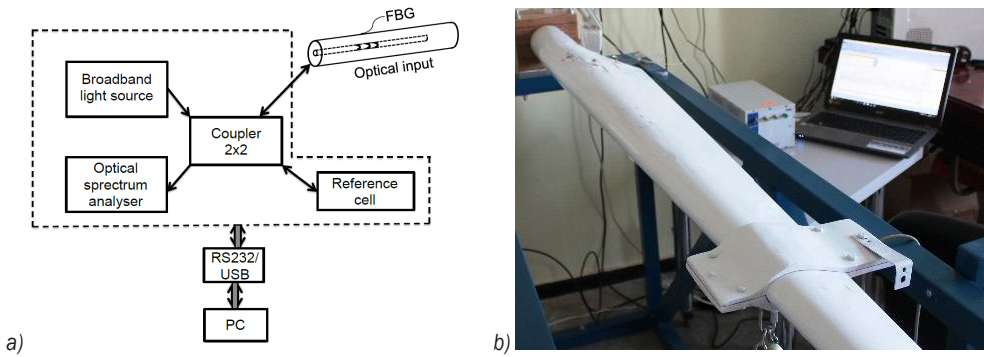 FBG
Optical input
Broadband
light source
Coupler
2x2
Optical
sprectrum
analyser
Reference
cell
RS232/
USB
PC
a)
b)